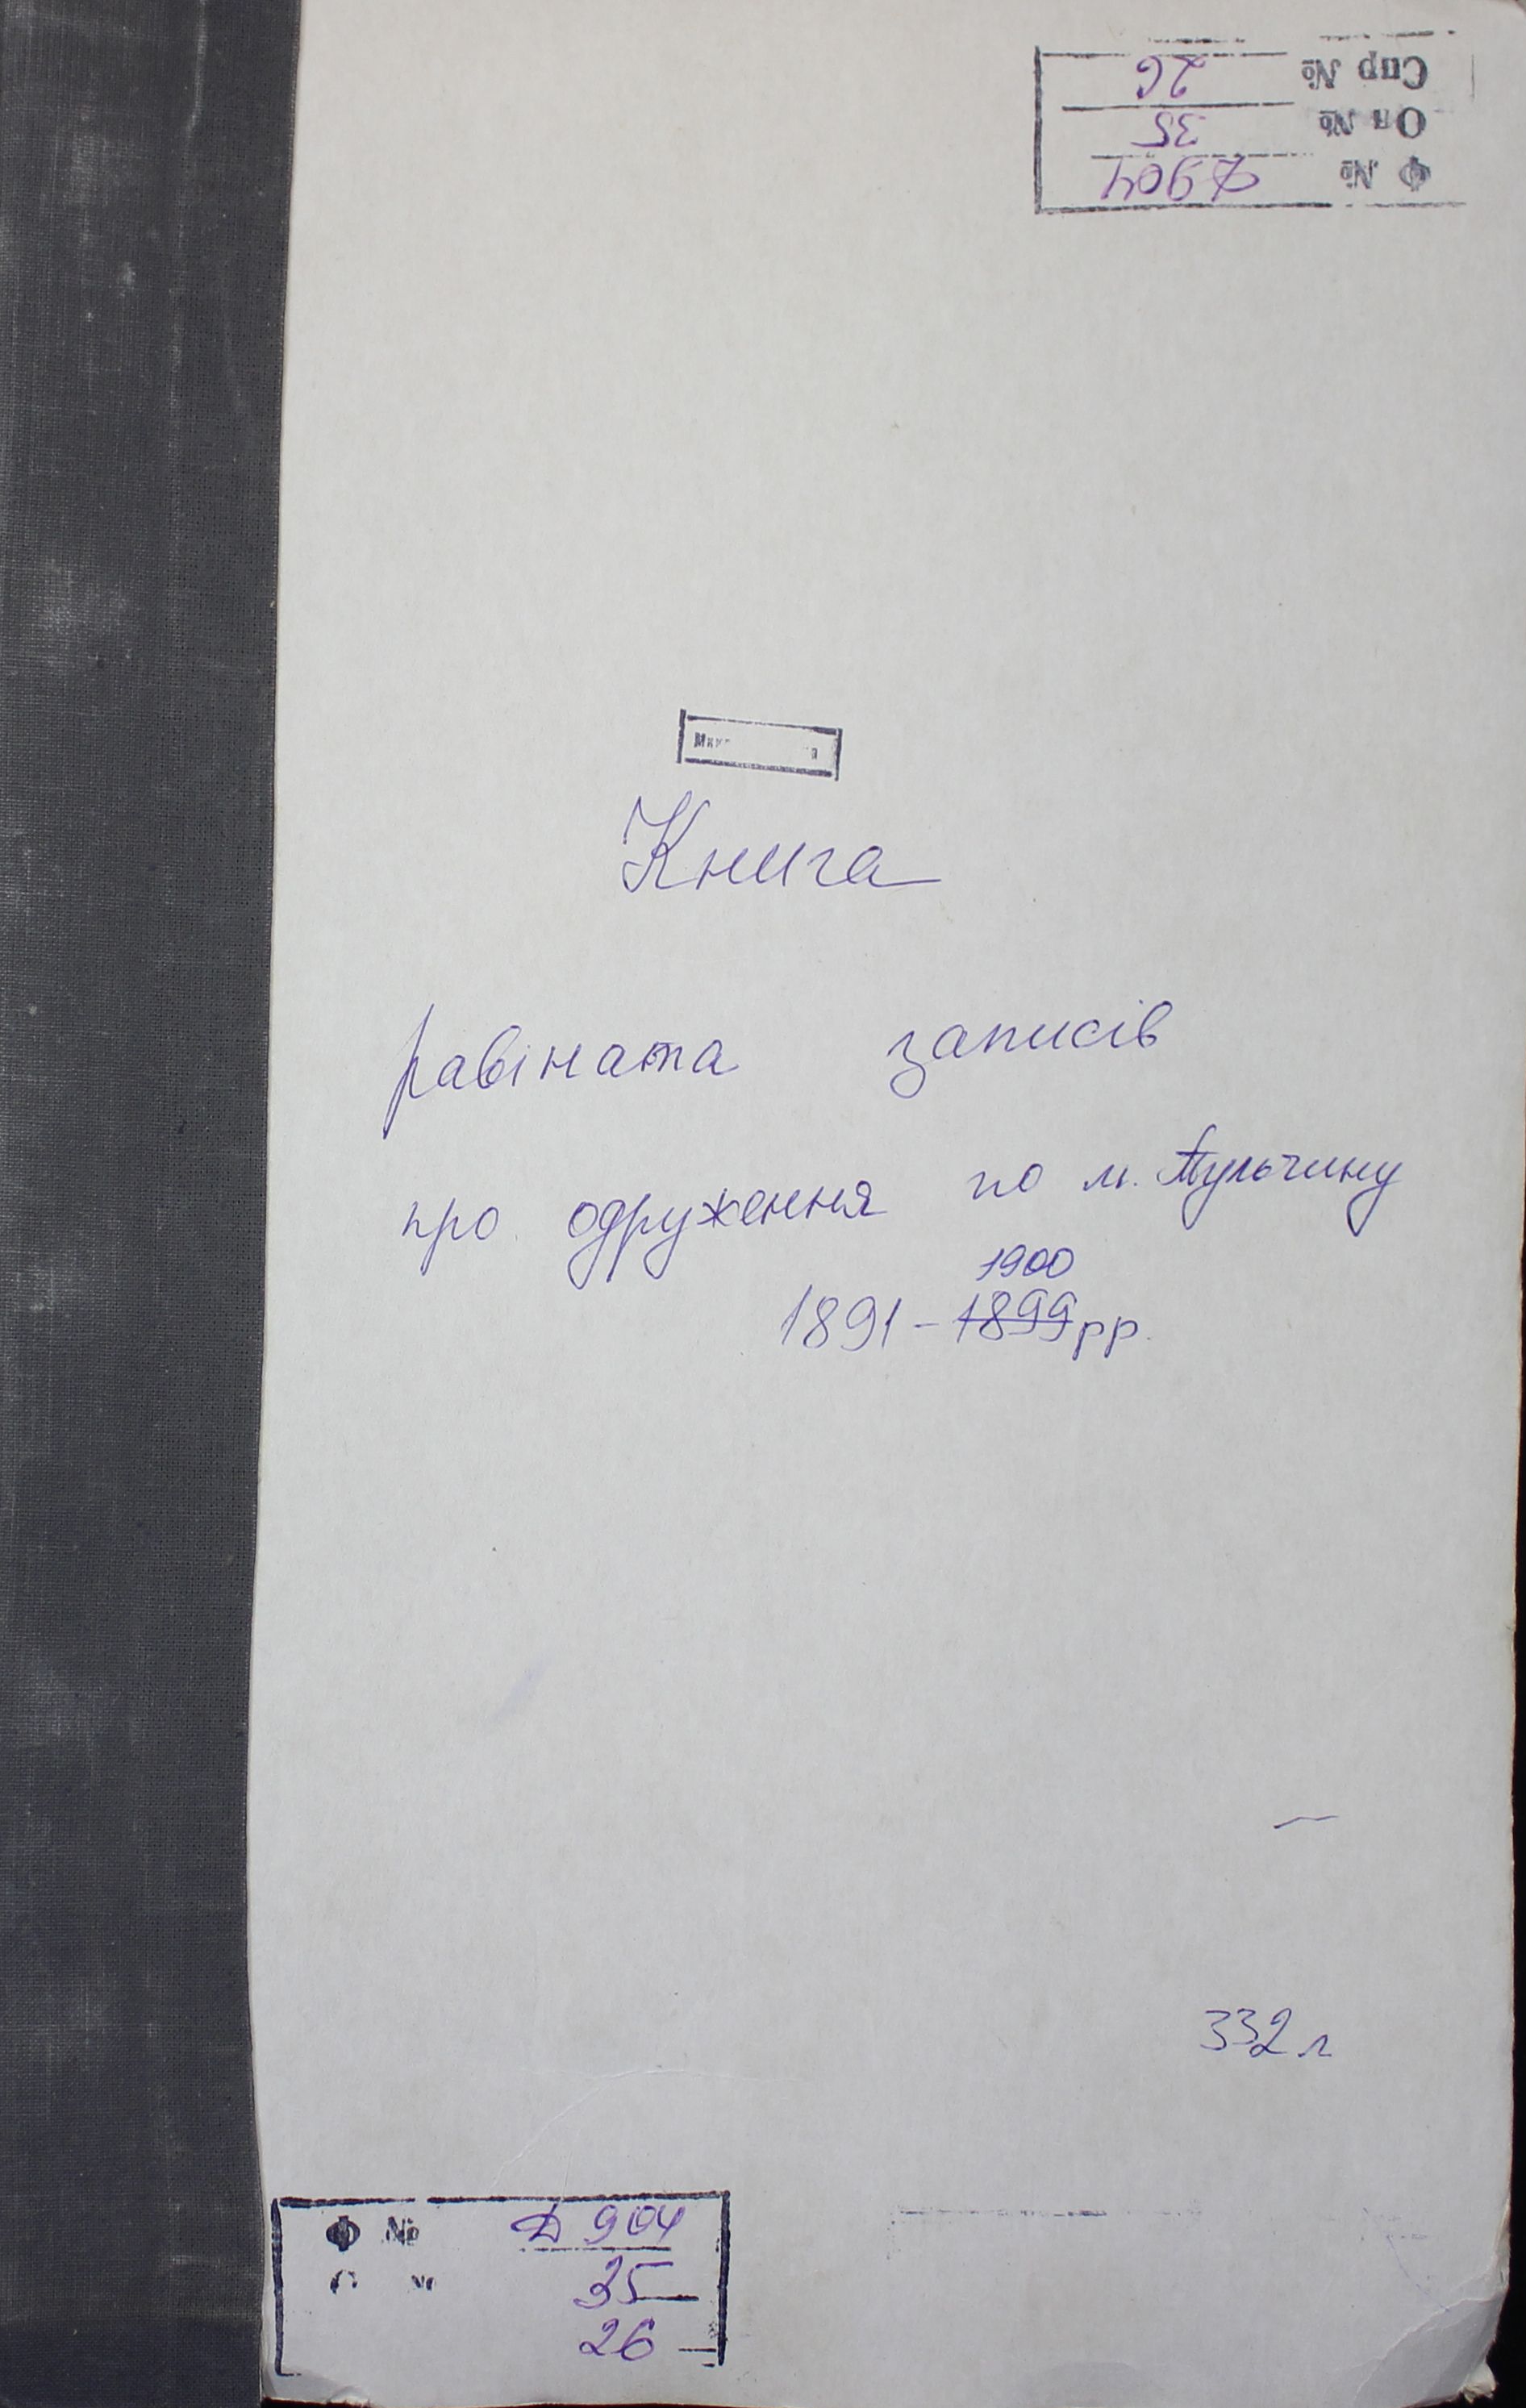 Спр № 26
Оп № 35
Ф № Д904
Книга
равіната записів
про одруження по м. Тульчину
1900
1891-1899 рр.
332 л
Ф № Д 904
35
26